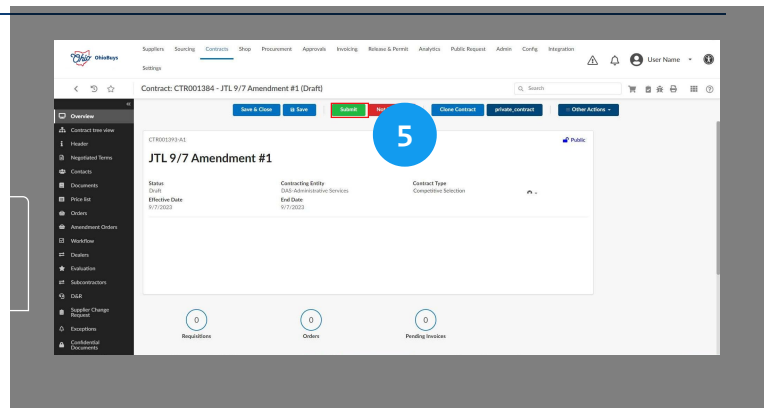 Ohio OhioBuys
Suppliers Sourcing Contracts Shop Procurement Approvals Invoicing Release & Permit Analytics Public Request Admin Config Integration
Settings
User Name
Contract: CTR001384 - JTL 9/7 Amendment #1 (Draft)
Search
Save & Close Save Submit Not Clone Contract private_contract Other Actions
5
Overview
Contract tree view
Header
Negotiated Terms
Contacts
Documents
Price list
Orders
Amendment Orders
Workflow
Dealers
Evaluation
Subcontractors
D&R
Supplier Change
Request
Exceptions
Confidential
Documents
CTR001393-A1
Public
JTL 9/7 Amendment #1
Status Contracting Entity Contract Type
Draft DAS-Administrative Services Competitive Selection
Effective Date End Date
9/7/2023 9/7/2023
0 0 0
Requisitions Orders Pending Invoices